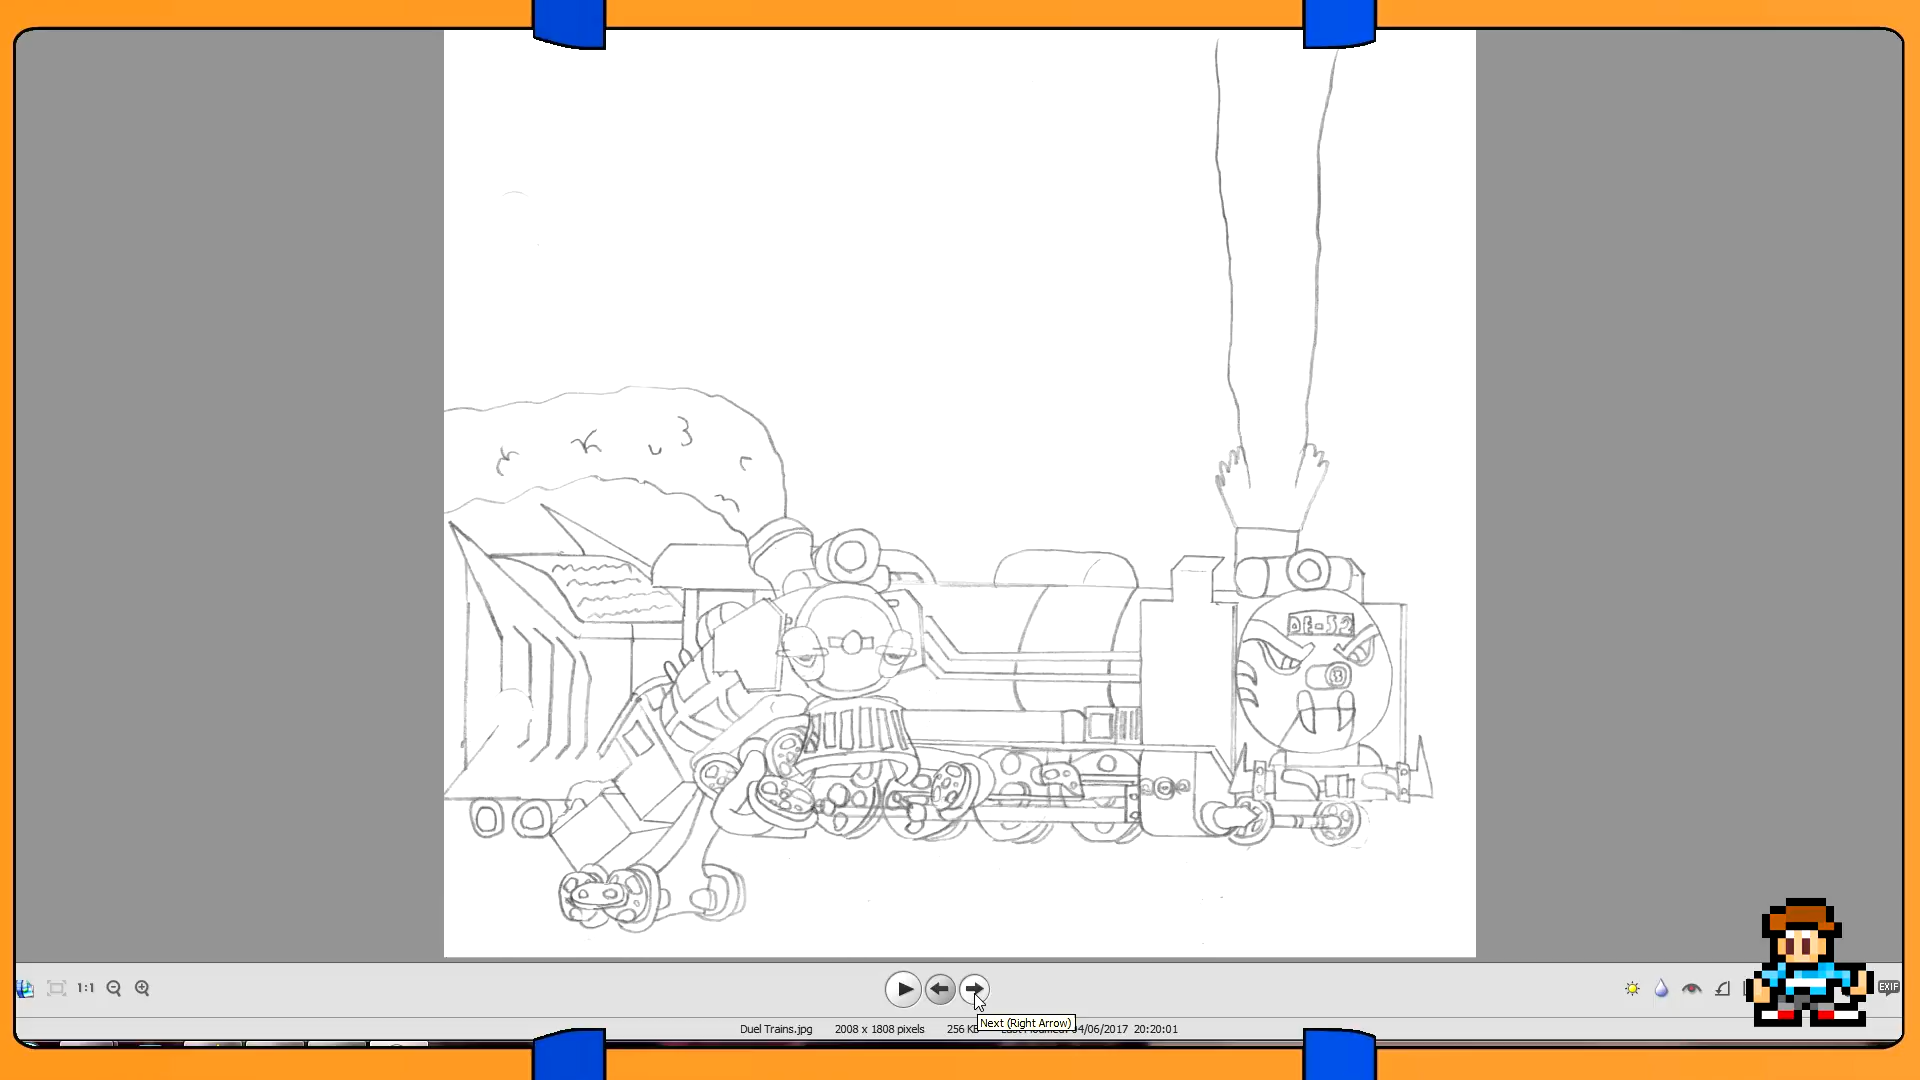 DE-52
1:1
EXIF
Duel Trains.jpg 2008 x 1808 pixels 256 KB 04/06/2017 20:20:01
Next (Right Arrow)